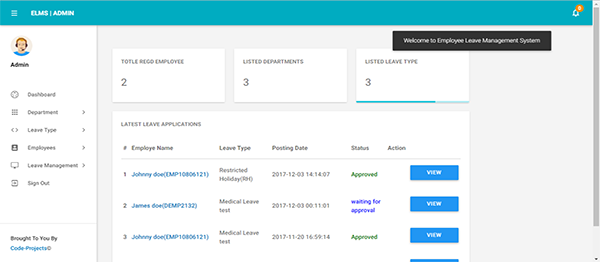 ELMS | ADMIN
8
Welcome to Employee Leave Management System
Admin
Dashboard
Department
Leave Type
Employees
Leave Management
Sign Out
Brought To You By
Code-Projects©
TOTLE REGD EMPLOYEE
2
LISTED DEPARTMENTS
3
LISTED LEAVE TYPE
3
LATEST LEAVE APPLICATIONS
# Employe Name Leave Type Posting Date Status Action
1 Johnny doe(EMP10806121) Restricted Holiday(RH) 2017-12-03 14:14:07 Approved VIEW
2 James doe(DEMP2132) Medical Leave test 2017-12-03 00:11:01 waiting for approval VIEW
3 Johnny doe(EMP10806121) Medical Leave test 2017-11-20 16:59:14 Approved VIEW